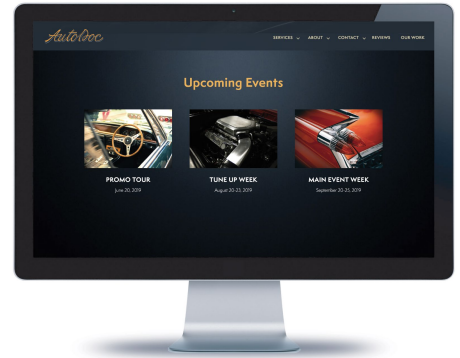 AutoDoc
SERVICES ABOUT CONTACT REVIEWS OUR WORK
Upcoming Events
PROMO TOUR
June 20, 2019
TUNE UP WEEK
August 20-23, 2019
MAIN EVENT WEEK
September 20-25, 2019